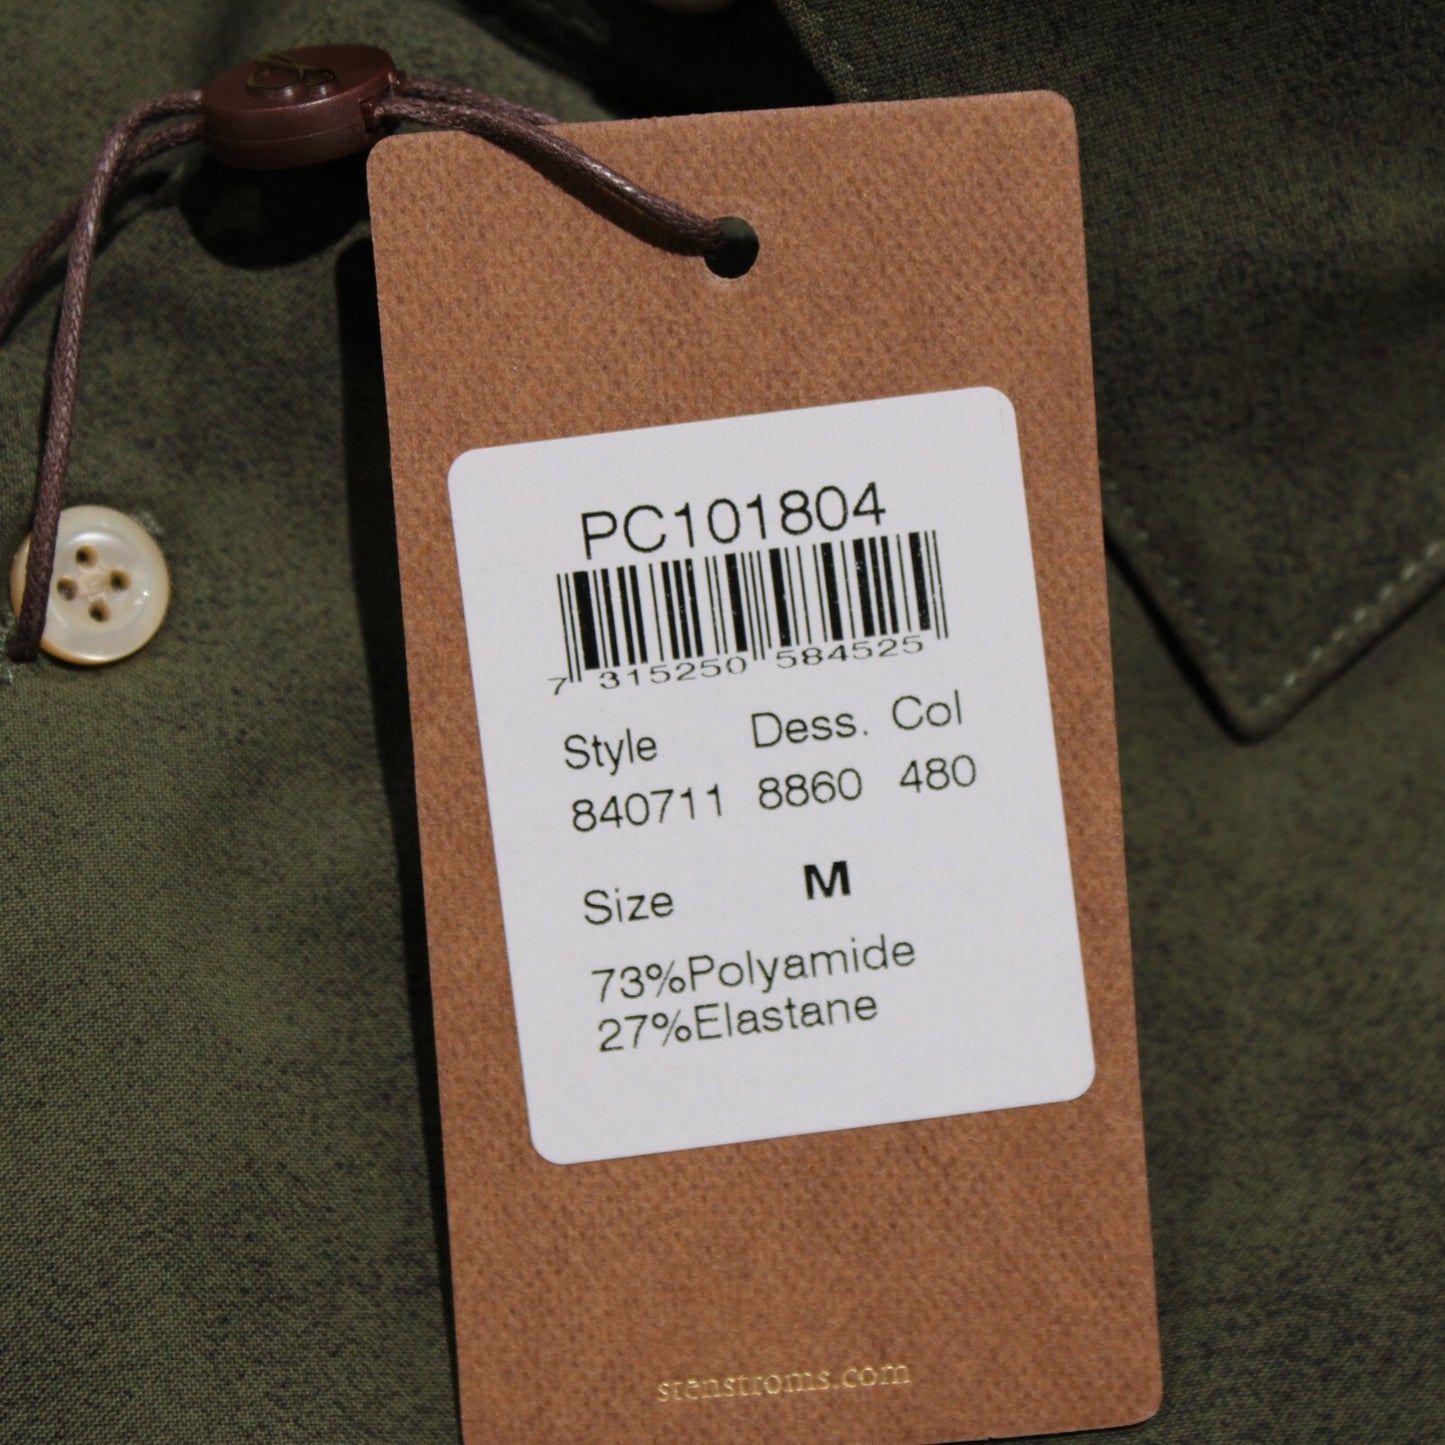 PC101804
7 315250 584525
Style Dess. Col
840711 8860 480
Size M
73%Polyamide
27%Elastane
stenstroms.com